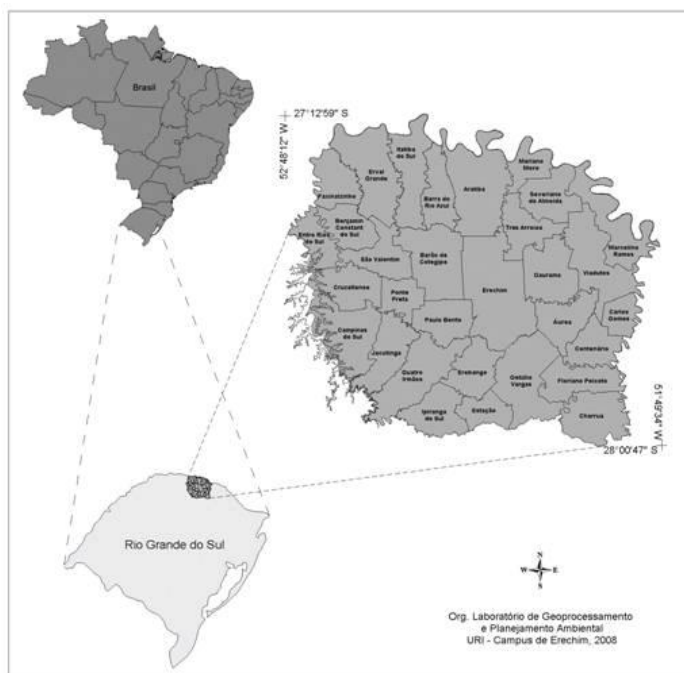 Brasil
27°12'59" S
52°48'12" W
Mariano
Moro
Itatiba
do Sul
Erval
Grande
Aratiba
Severiano
de Almeida
Barra do
Rio Azul
Faxinalzinho
Benjamin
Constant
do Sul
Tres Arroios
Entre Rios
do Sul
Marcelino
Ramos
São Valentim
Barão de
Cotegipe
Gaurama
Viadutos
Cruzaltense
Ponte
Preta
Erechim
Carlos
Gomes
Paulo Bento
Áurea
Campinas
do Sul
Centenário
Jacutinga
Quatro
Irmãos
Erebango
Getúlio
Vargas
Floriano Peixoto
Ipiranga
do Sul
Estação
Charrua
51°49'34" W
28°00'47" S
Rio Grande do Sul
N
W
E
S
Org. Laboratório de Geoprocessamento
e Planejamento Ambiental
URI - Campus de Erechim, 2008